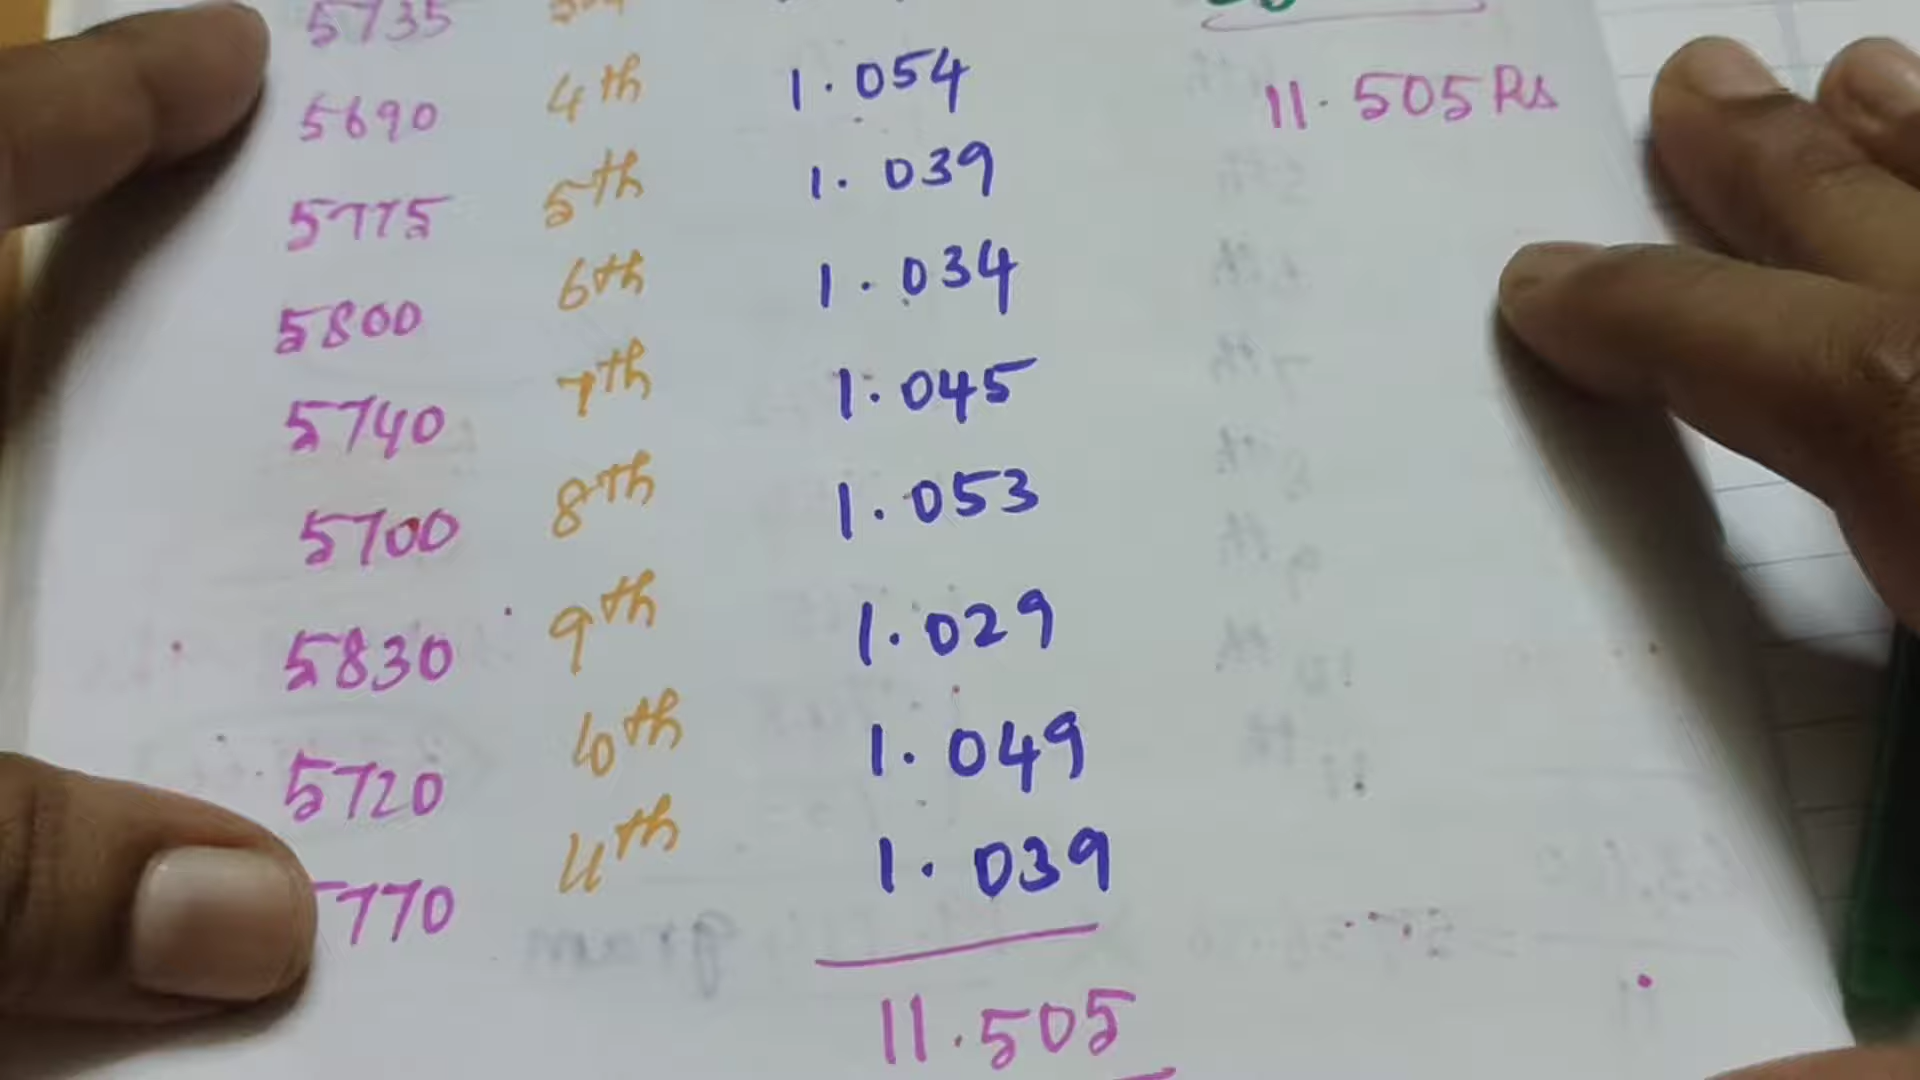 5735
5690 4th 1.054 11.505 Rs
5775 5th 1.039
5800 6th 1.034
5740 7th 1.045
5700 8th 1.053
5830 9th 1.029
5720 10th 1.049
770 11th 1.039
11.505